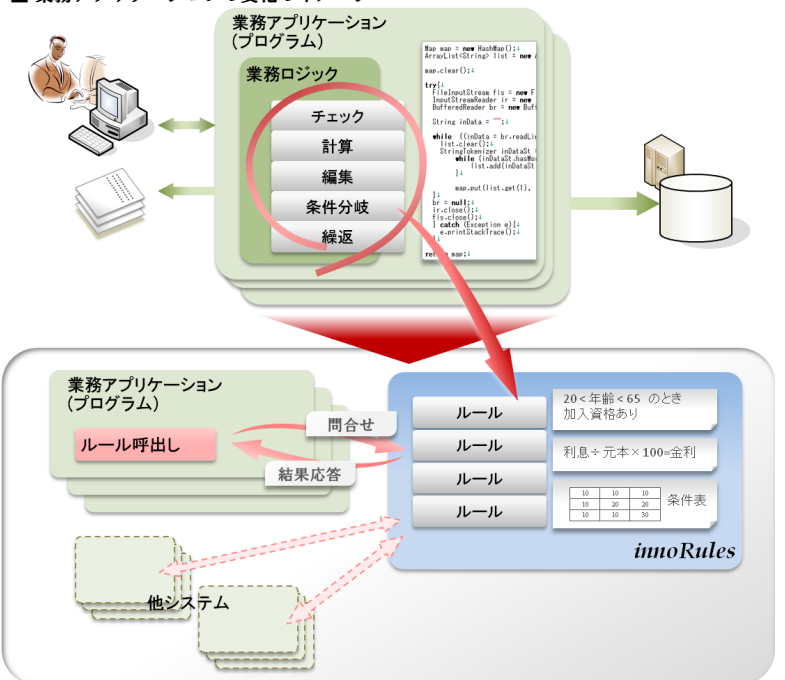 業務アプリケーション
(プログラム)
業務ロジック
チェック
計算
編集
条件分岐
繰返
Map map = new HashMap();↓
ArrayList<String> list = new
map.clear();↓
try{↓
FileInputStream fis = new F
InputStreamReader ir = new
BufferedReader br = new Buf
String inData = "";↓
while ((inData = br.readLi
list.clear();↓
StringTokenizer inDataSt =
while (inDataSt.hasMo
list.add(inDataSt
}↓
map.put(list.get(1),
}↓
br = null;↓
ir.close();↓
fis.close();↓
} catch (Exception e){↓
e.printStackTrace();↓
map;↓
業務アプリケーション
(プログラム)
ルール呼出し
問合せ
結果応答
ルール
20<年齢<65 のとき
加入資格あり
ルール
利息÷元本×100=金利
ルール
ルール
10 10 10
10 20 20
10 10 30
条件表
innoRules
他システム